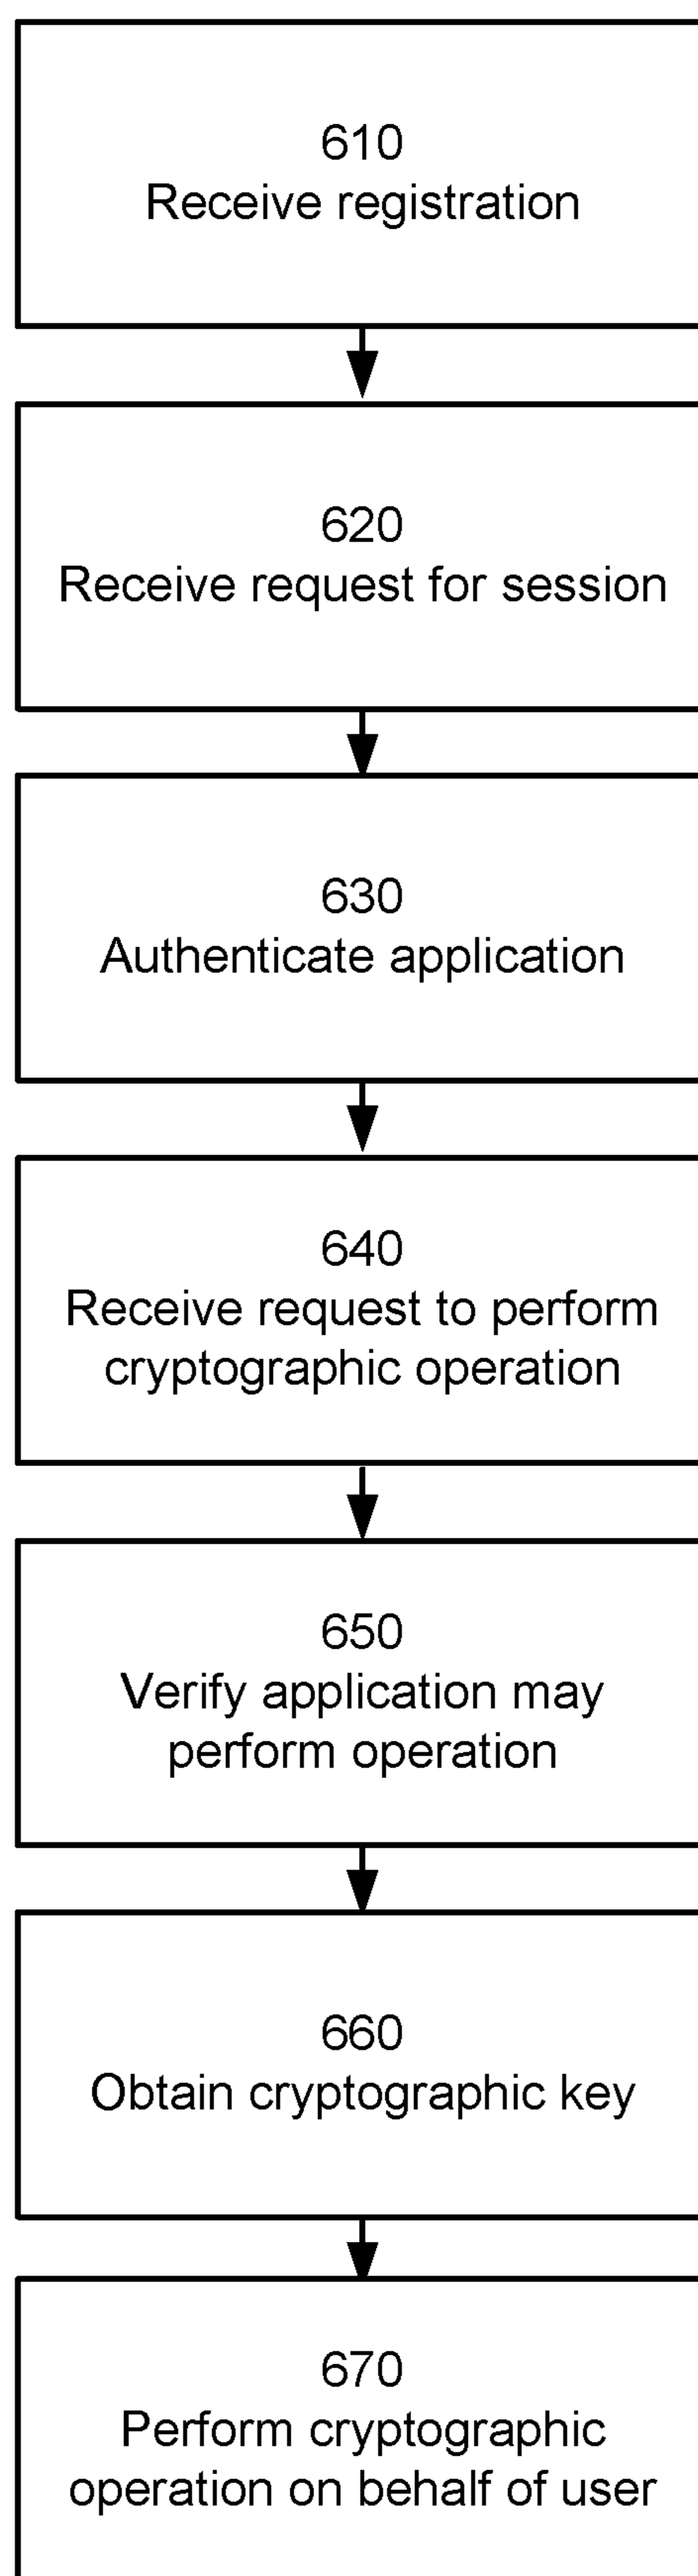 610
Receive registration
620
Receive request for session
630
Authenticate application
640
Receive request to perform
cryptographic operation
650
Verify application may
perform operation
660
Obtain cryptographic key
670
Perform cryptographic
operation on behalf of user